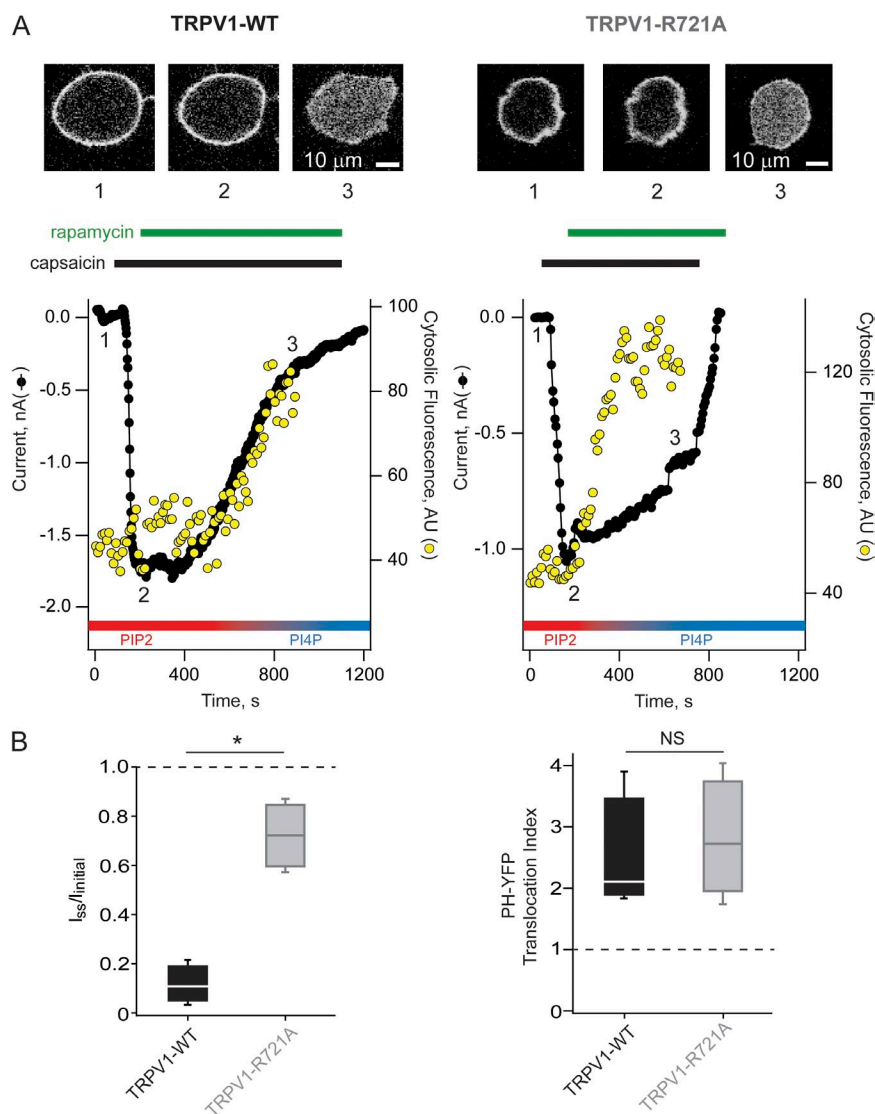 A
TRPV1-WT
TRPV1-R721A
10 μm
10 μm
1 2 3
1 2 3
rapamycin
capsaicin
0.0
-0.5
-1.0
-1.5
-2.0
Current, nA( )
1
2
3
100
80
60
40
Cytosolic Fluorescence, AU ( )
PIP2 PI4P
0 400 800 1200
Time, s
0.0
-0.5
-1.0
Current, nA( )
1
2
3
120
80
40
Cytosolic Fluorescence, AU ( )
PIP2 PI4P
0 400 800 1200
Time, s
B
*
1.0
0.8
0.6
0.4
0.2
0
Iss/Iinitial
TRPV1-WT
TRPV1-R721A
NS
4
3
2
1
0
PH-YFP
Translocation Index
TRPV1-WT
TRPV1-R721A